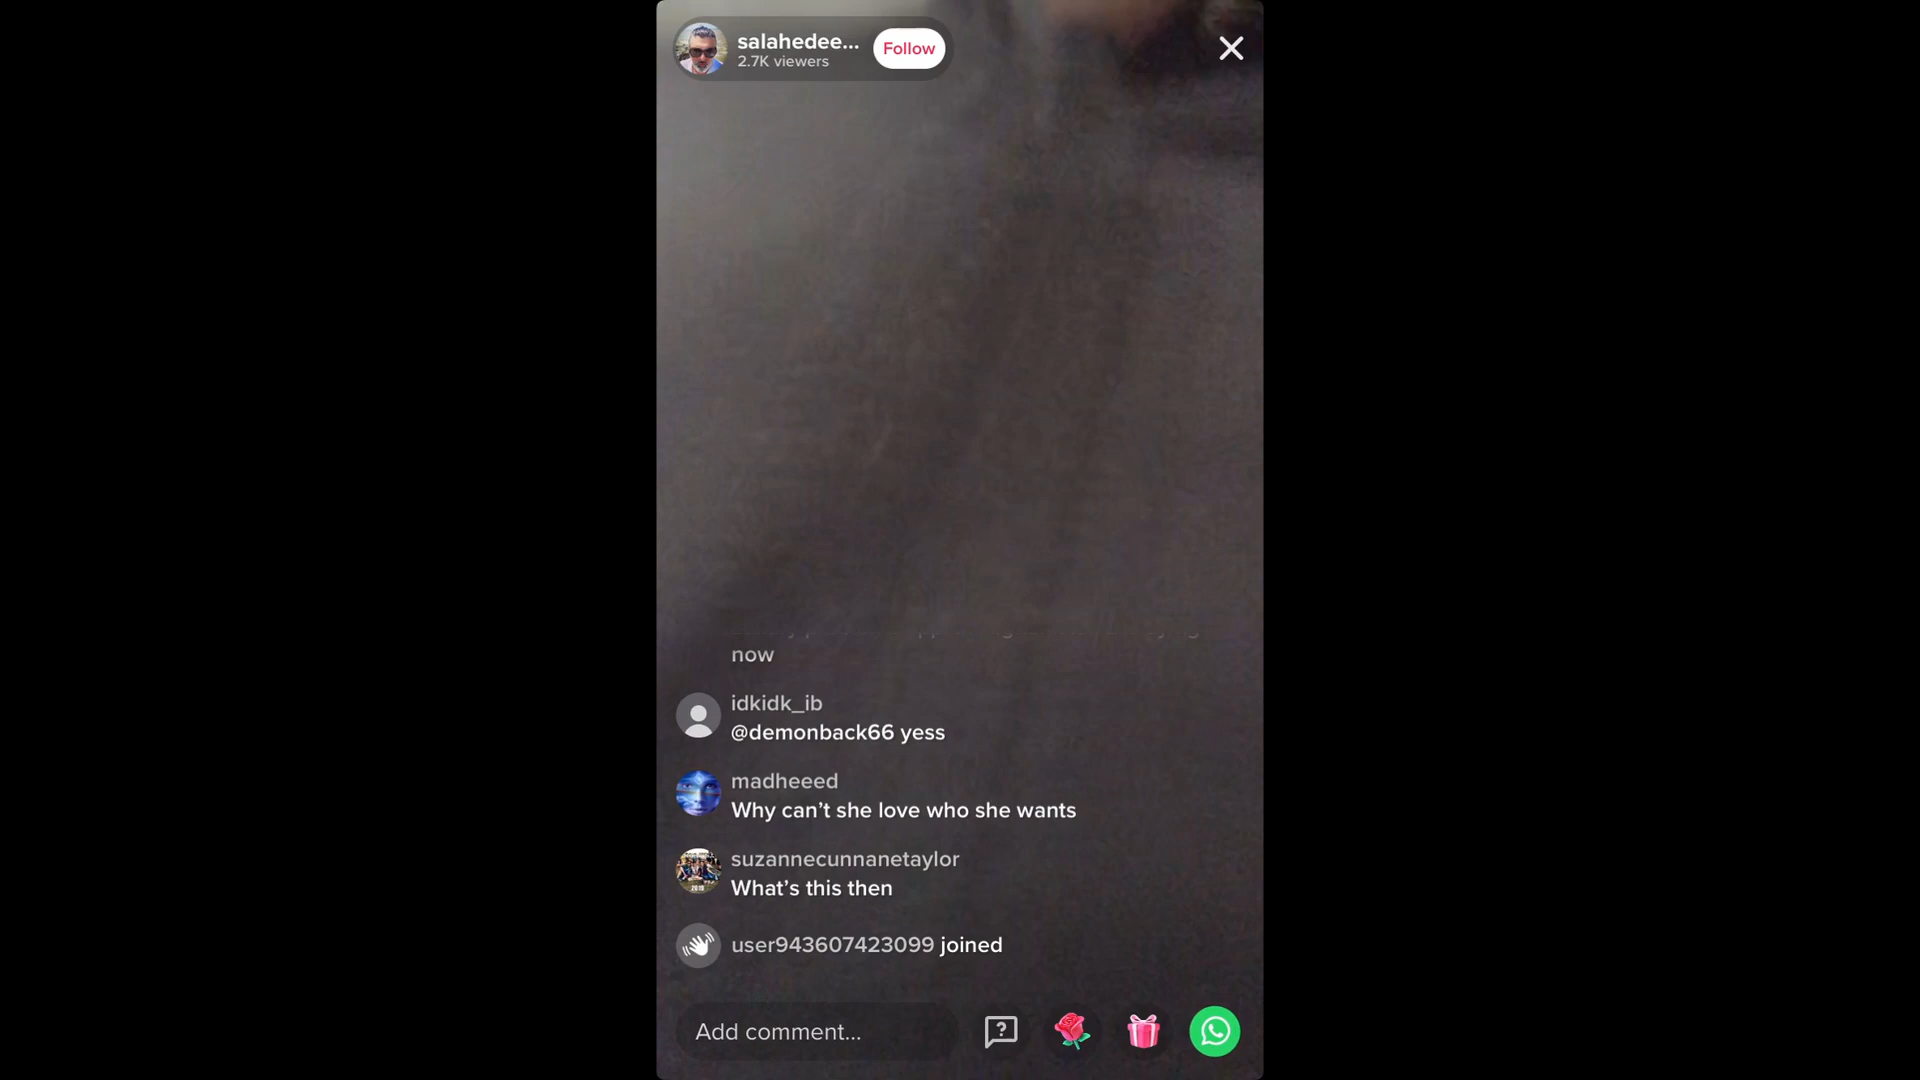 salahedee...
Follow
2.7K viewers
now
idkidk_ib
@demonback66 yess
madheeed
Why can’t she love who she wants
suzannecunnanetaylor
What’s this then
user943607423099 joined
Add comment...